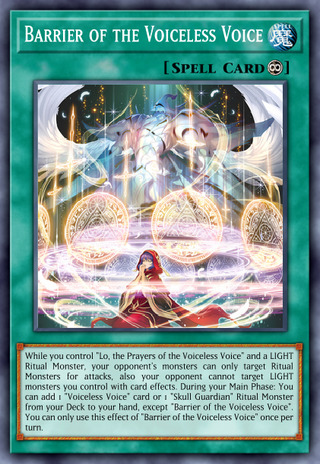 Barrier of the Voiceless Voice 魔
[Spell Card]
While you control "Lo, the Prayers of the Voiceless Voice" and a LIGHT
Ritual Monster, your opponent's monsters can only target Ritual
Monsters for attacks, also your opponent cannot target LIGHT
monsters you control with card effects. During your Main Phase: You
can add 1 "Voiceless Voice" card or 1 "Skull Guardian" Ritual Monster
from your Deck to your hand, except "Barrier of the Voiceless Voice".
You can only use this effect of "Barrier of the Voiceless Voice" once per
turn.